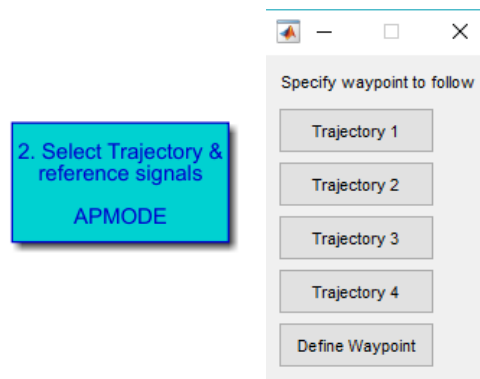 2. Select Trajectory &
reference signals
APMODE
Specify waypoint to follow
Trajectory 1
Trajectory 2
Trajectory 3
Trajectory 4
Define Waypoint